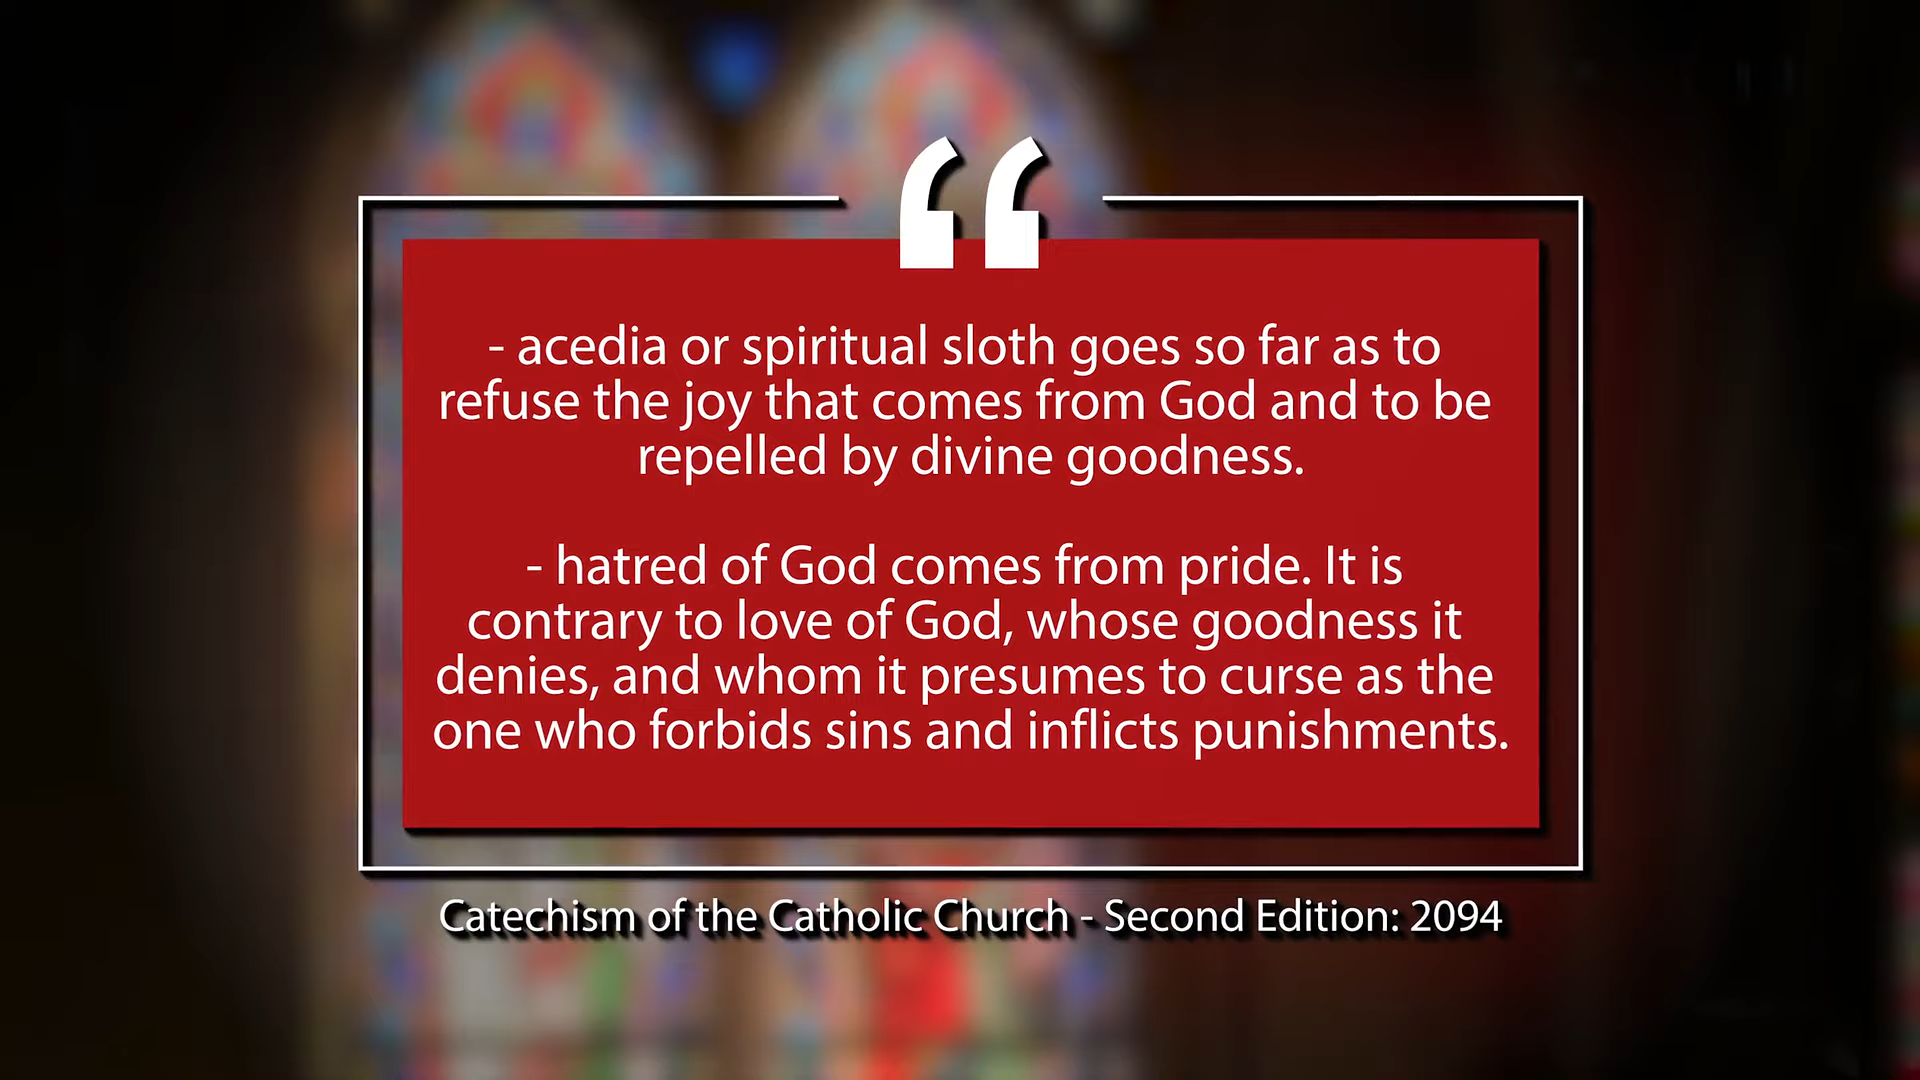 “
- acedia or spiritual sloth goes so far as to
refuse the joy that comes from God and to be
repelled by divine goodness.
- hatred of God comes from pride. It is
contrary to love of God, whose goodness it
denies, and whom it presumes to curse as the
one who forbids sins and inflicts punishments.
Catechism of the Catholic Church - Second Edition: 2094